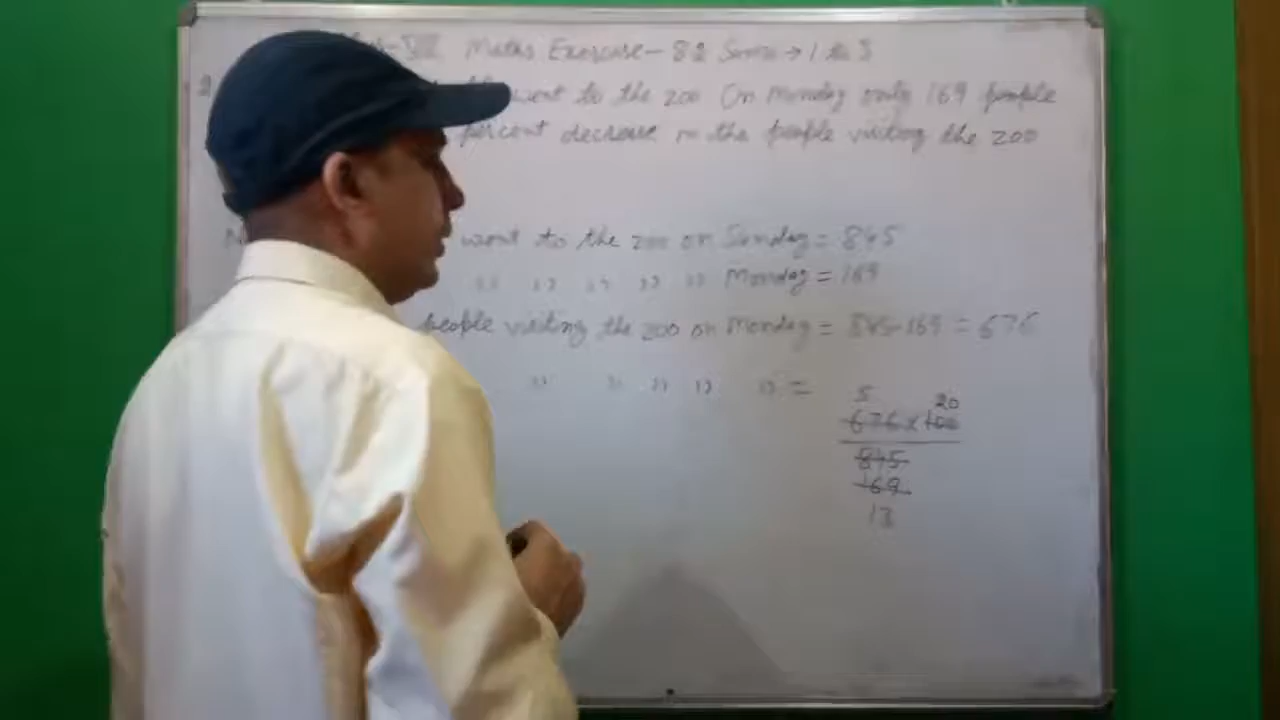 VIII Maths Exercise - 8.2 Sums → 1 to 5
2 went to the zoo On Monday only 169 people
percent decrease in the people visiting the zoo
went to the zoo on Sunday = 845
" " " " " Monday = 169
people visiting the zoo on Monday = 845-169 = 676
" " " " " =
5 20
676 x 100
845
169
13